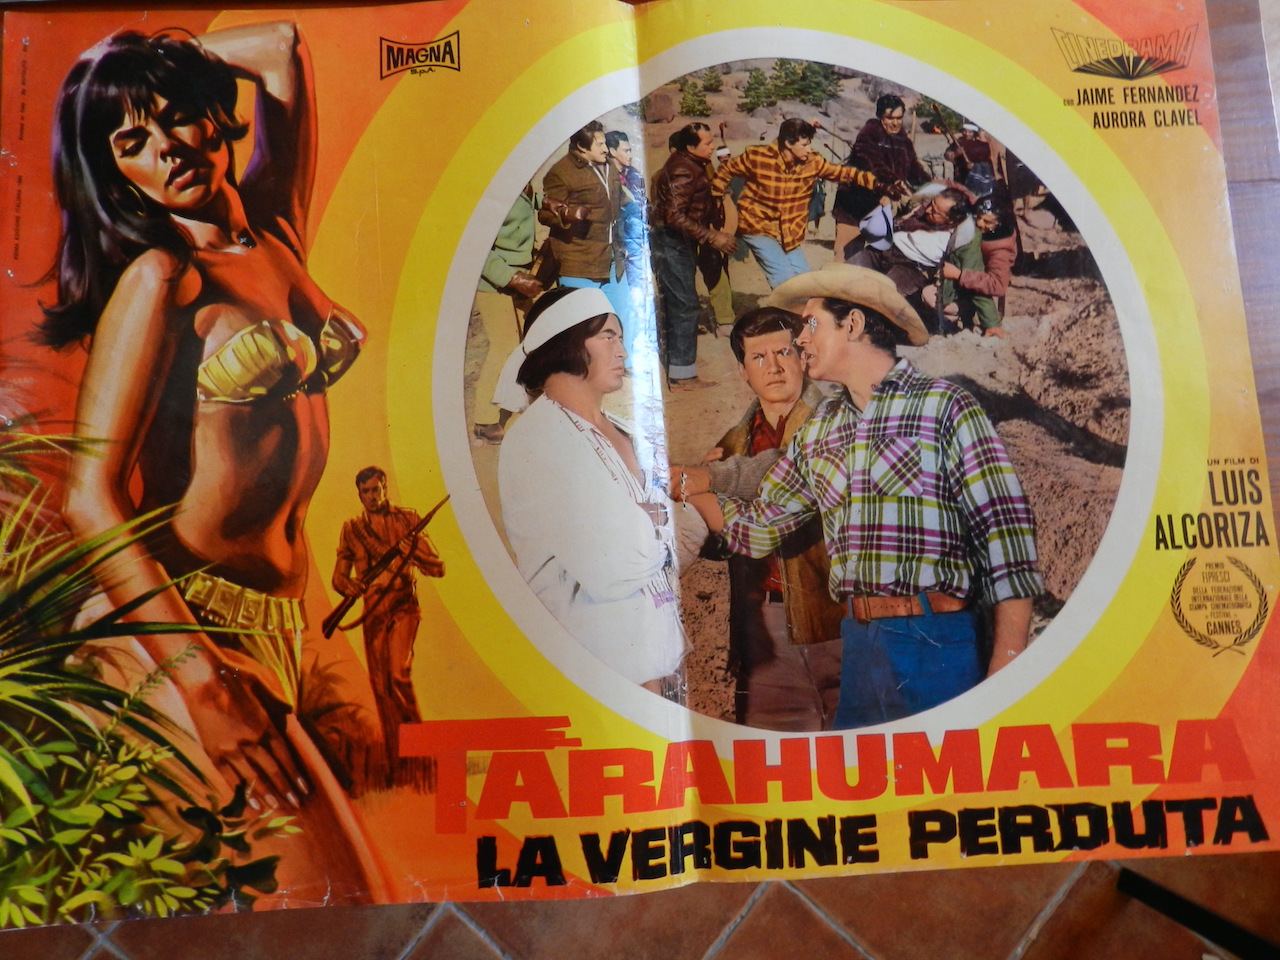 MAGNA
S.p.A.
CINEDRAMA
con JAIME FERNANDEZ
AURORA CLAVEL
UN FILM DI
LUIS
ALCORIZA
PREMIO
FIPRESCI
DELLA FEDERAZIONE
INTERNAZIONALE DELLA
STAMPA CINEMATOGRAFICA
FESTIVAL
CANNES
TARAHUMARA
LA VERGINE PERDUTA